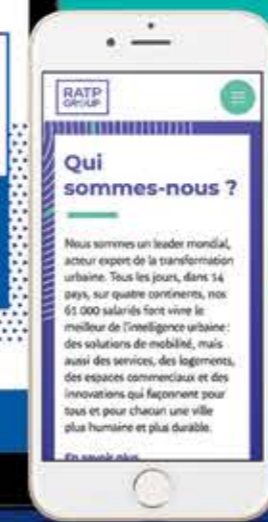 RATP
GROUP
Qui
sommes-nous ?
Nous sommes un leader mondial,
acteur expert de la transformation
urbaine. Tous les jours, dans 14
pays, sur quatre continents, nos
61 000 salariés font vivre le
meilleur de l'intelligence urbaine :
des solutions de mobilité, mais
aussi des services, des logements,
des espaces commerciaux et des
innovations qui façonnent pour
tous et pour chacun une ville
plus humaine et plus durable.
En savoir plus